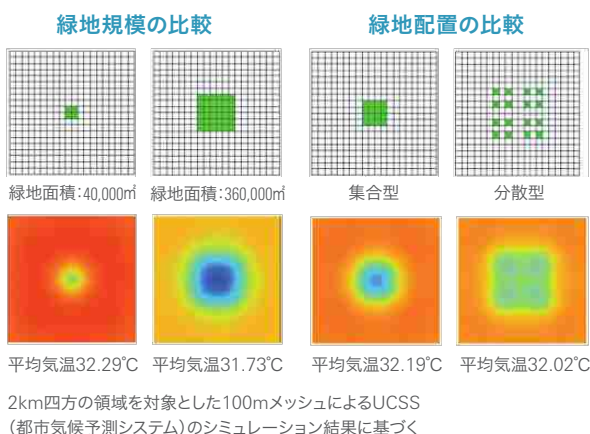 緑地規模の比較
緑地配置の比較
緑地面積:40,000㎡
緑地面積:360,000㎡
集合型
分散型
平均気温32.29℃
平均気温31.73℃
平均気温32.19℃
平均気温32.02℃
2km四方の領域を対象とした100mメッシュによるUCSS
（都市気候予測システム）のシミュレーション結果に基づく